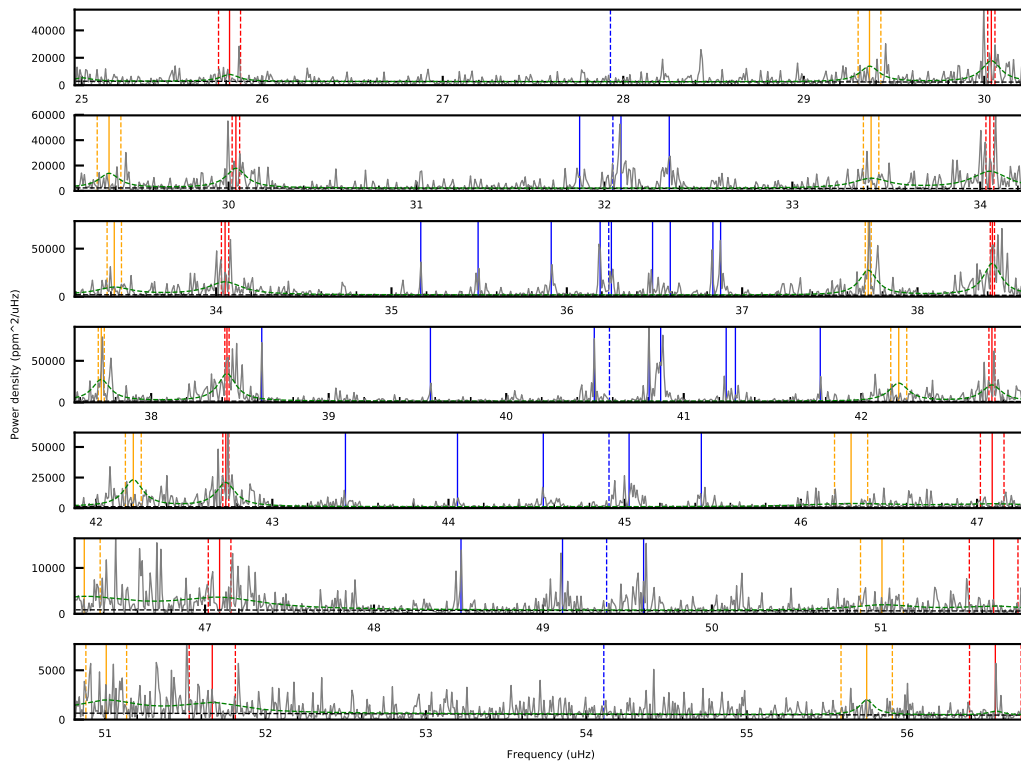 40000
20000
0
25 26 27 28 29 30
60000
40000
20000
0
30 31 32 33 34
50000
0
34 35 36 37 38
50000
0
38 39 40 41 42
50000
25000
0
42 43 44 45 46 47
10000
0
47 48 49 50 51
5000
0
51 52 53 54 55 56
Power density (ppm^2/uHz)
Frequency (uHz)